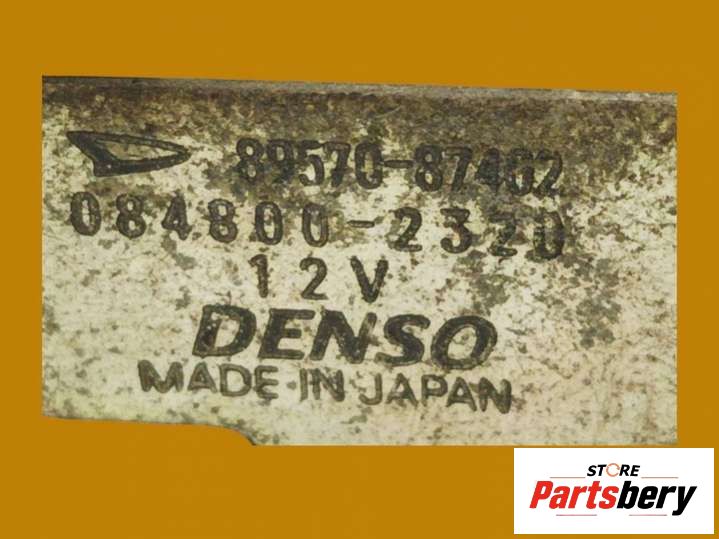 89570-87402
084800-2320
12V
DENSO
MADE IN JAPAN
STORE
Partsbery